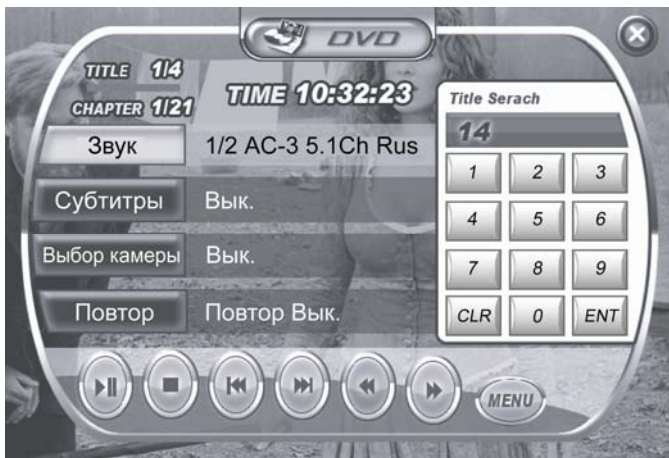 DVD
TITLE 1/4
CHAPTER 1/21
TIME 10:32:23
Звук 1/2 AC-3 5.1Ch Rus
Субтитры Вык.
Выбор камеры Вык.
Повтор Повтор Вык.
Title Serach
14
1 2 3
4 5 6
7 8 9
CLR 0 ENT
MENU